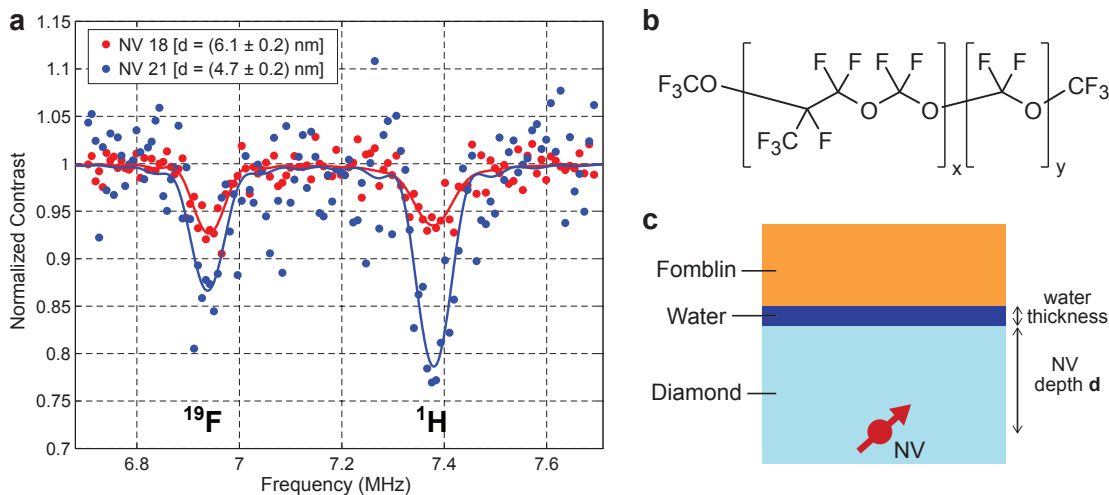 a
1.15
1.1
1.05
1
0.95
0.9
0.85
0.8
0.75
0.7
6.8
7
7.2
7.4
7.6
Normalized Contrast
Frequency (MHz)
NV 18 [d = (6.1 ± 0.2) nm]
NV 21 [d = (4.7 ± 0.2) nm]
¹⁹F
¹H
b
F F F F F F
F₃CO O O O CF₃
F₃C F
x y
c
Fomblin
Water
Diamond
water
thickness
NV
depth d
NV